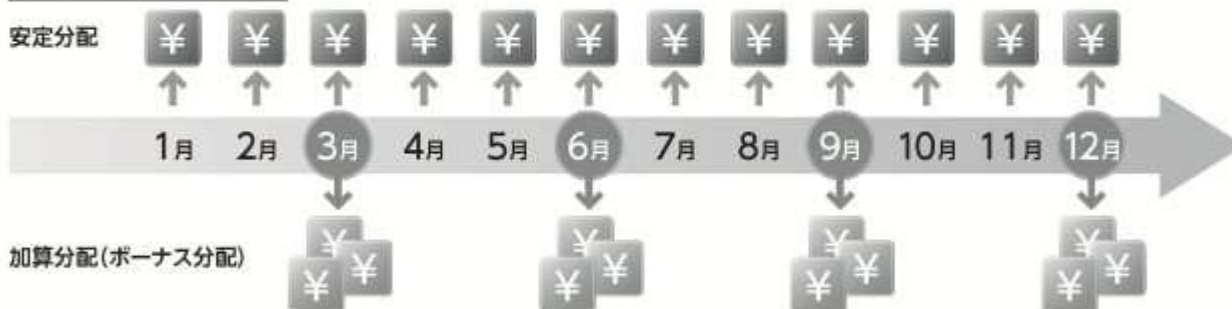 安定分配
¥ ¥ ¥ ¥ ¥ ¥ ¥ ¥ ¥ ¥ ¥ ¥
1月 2月 3月 4月 5月 6月 7月 8月 9月 10月 11月 12月
加算分配(ボーナス分配)
¥ ¥ ¥ ¥
¥ ¥ ¥ ¥ ¥ ¥ ¥ ¥